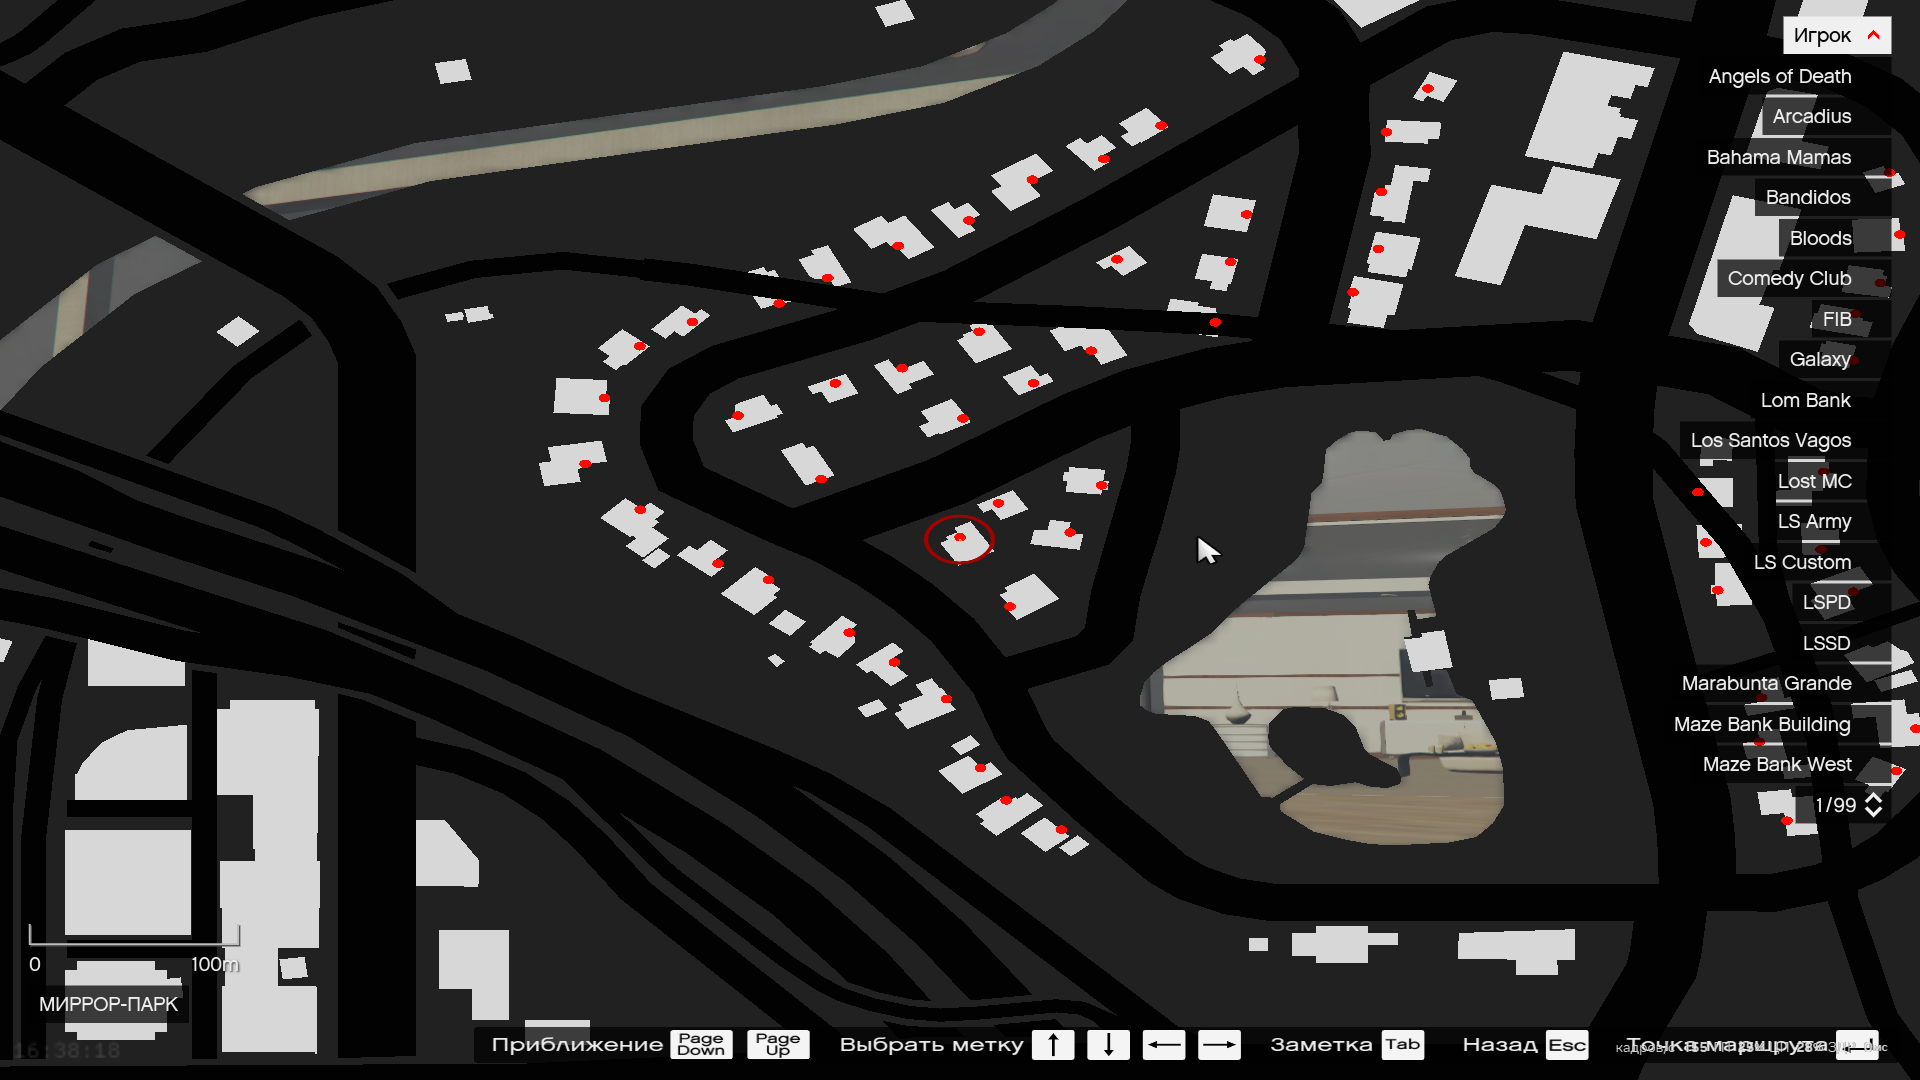 Игрок
Angels of Death
Arcadius
Bahama Mamas
Bandidos
Bloods
Comedy Club
FIB
Galaxy
Lom Bank
Los Santos Vagos
Lost MC
LS Army
LS Custom
LSPD
LSSD
Marabunta Grande
Maze Bank Building
Maze Bank West
1/99
0 100m
МИРРОР-ПАРК
16:38:18
Приближение Page Down Page Up Выбрать метку Заметка Tab Назад Esc Точка маршрута